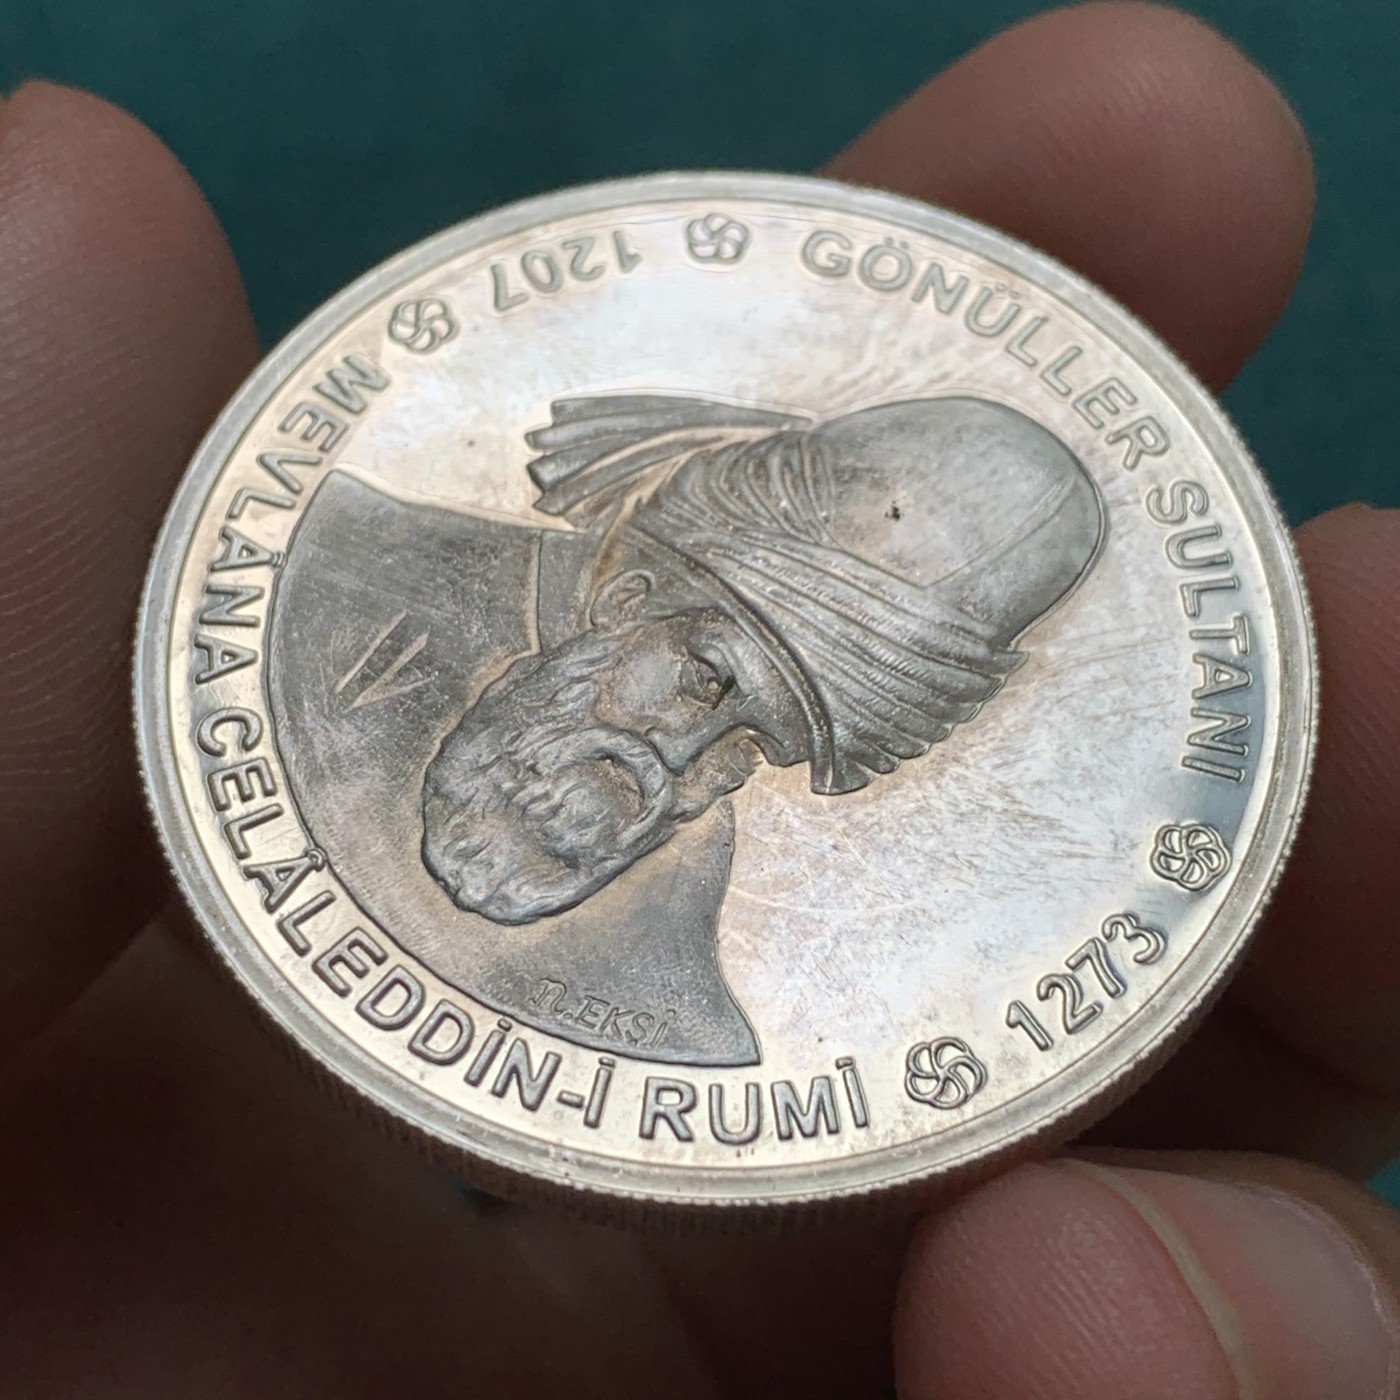 GÖNÜLLER SULTANI
1207
1273
MEVLÂNA CELÂLEDDİN-İ RUMİ
n.EKŞİ